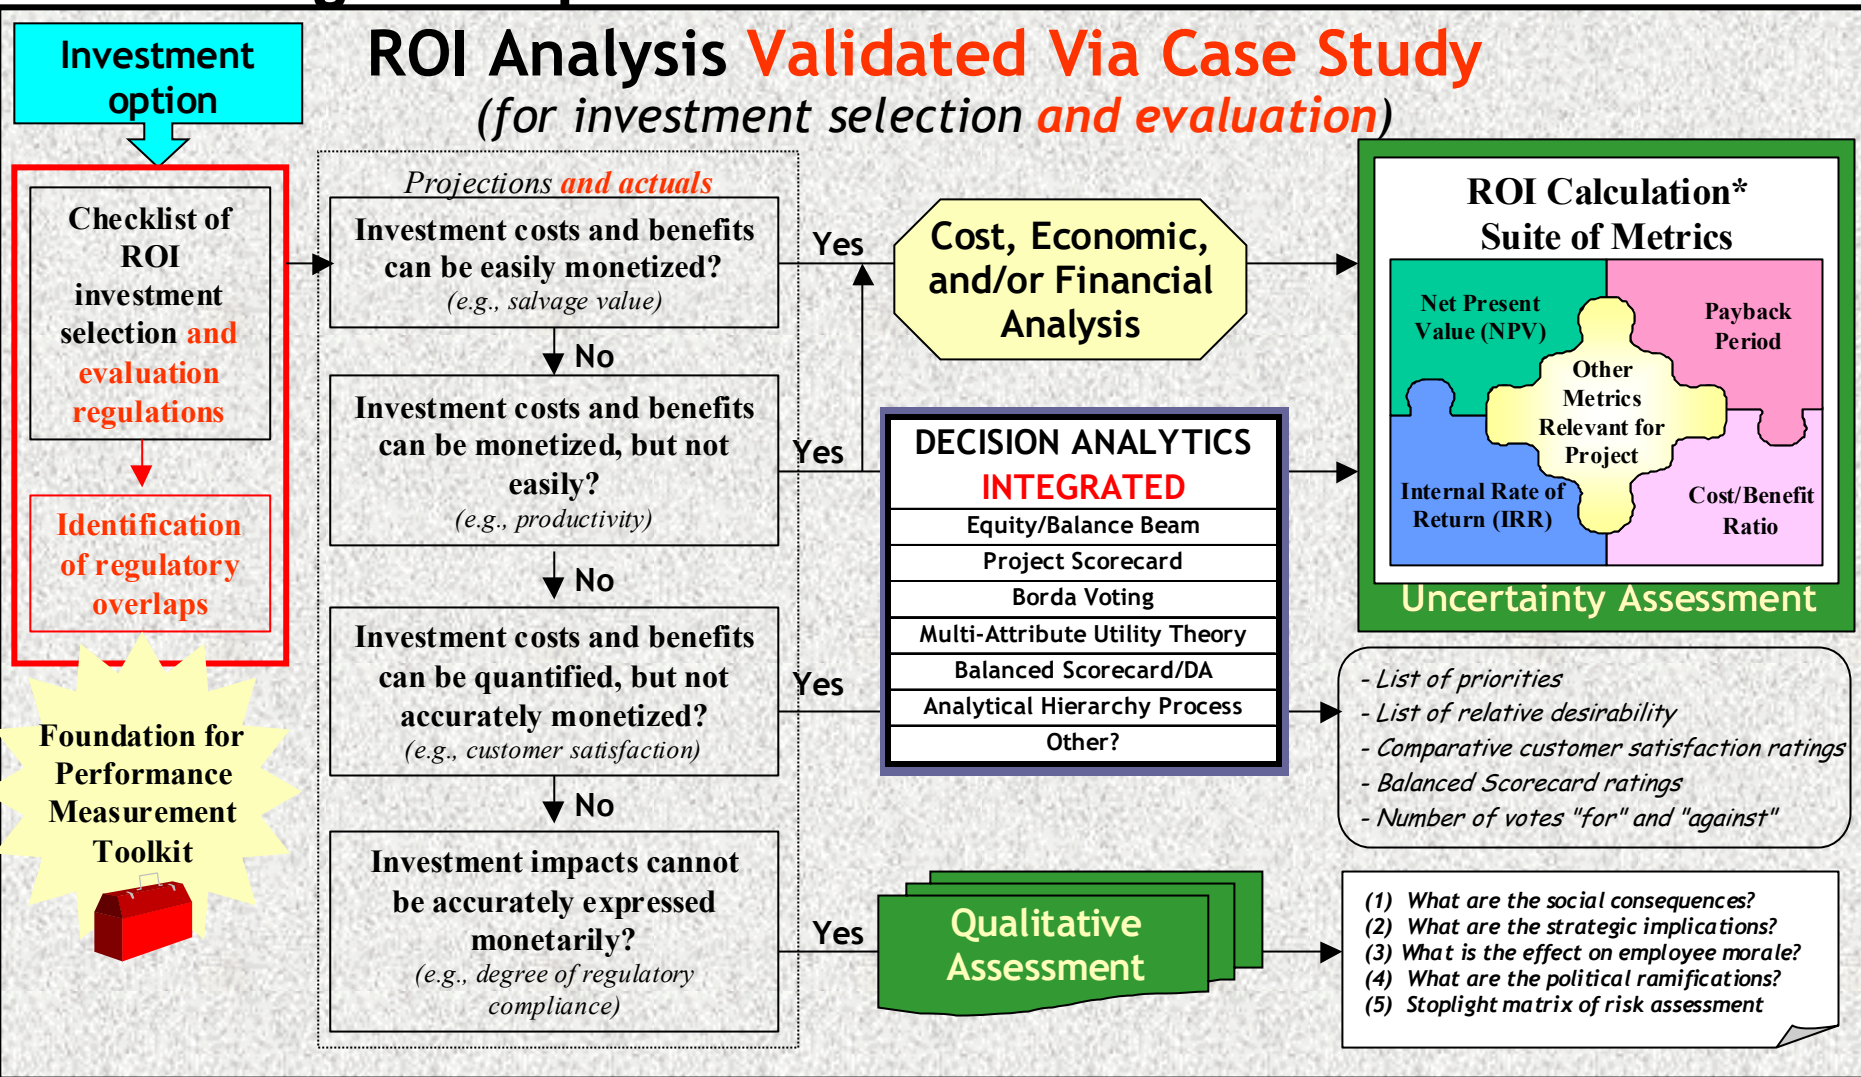 Investment
option
ROI Analysis Validated Via Case Study
(for investment selection and evaluation)
Checklist of
ROI
investment
selection and
evaluation
regulations
Identification
of regulatory
overlaps
Foundation for
Performance
Measurement
Toolkit
Projections and actuals
Investment costs and benefits
can be easily monetized?
(e.g., salvage value)
Yes
No
Investment costs and benefits
can be monetized, but not
easily?
(e.g., productivity)
Yes
No
Investment costs and benefits
can be quantified, but not
accurately monetized?
(e.g., customer satisfaction)
Yes
No
Investment impacts cannot
be accurately expressed
monetarily?
(e.g., degree of regulatory
compliance)
Yes
Cost, Economic,
and/or Financial
Analysis
DECISION ANALYTICS
INTEGRATED
Equity/Balance Beam
Project Scorecard
Borda Voting
Multi-Attribute Utility Theory
Balanced Scorecard/DA
Analytical Hierarchy Process
Other?
Qualitative
Assessment
ROI Calculation*
Suite of Metrics
Net Present
Value (NPV)
Payback
Period
Other
Metrics
Relevant for
Project
Internal Rate of
Return (IRR)
Cost/Benefit
Ratio
Uncertainty Assessment
- List of priorities
- List of relative desirability
- Comparative customer satisfaction ratings
- Balanced Scorecard ratings
- Number of votes "for" and "against"
(1) What are the social consequences?
(2) What are the strategic implications?
(3) What is the effect on employee morale?
(4) What are the political ramifications?
(5) Stoplight matrix of risk assessment